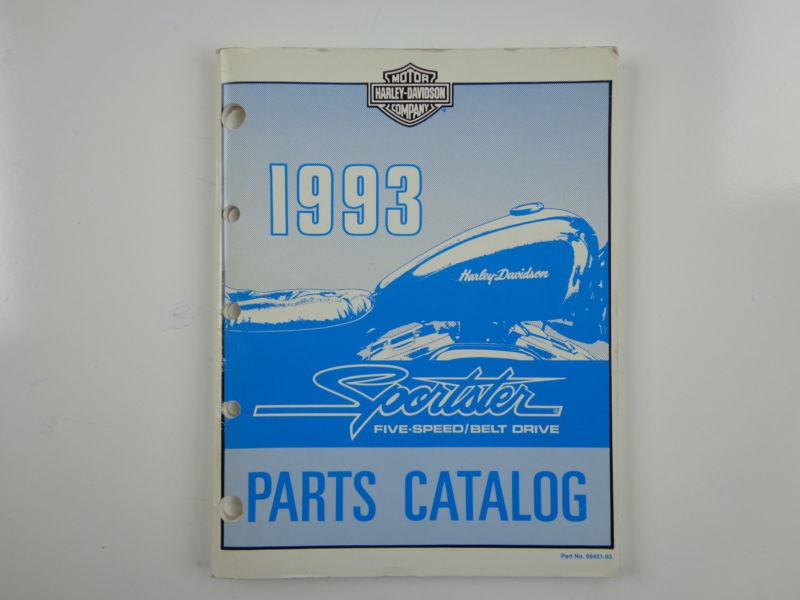 MOTOR
HARLEY-DAVIDSON
COMPANY
1993
Harley-Davidson
Sportster
FIVE-SPEED/BELT DRIVE
PARTS CATALOG
Part No. 99451-93